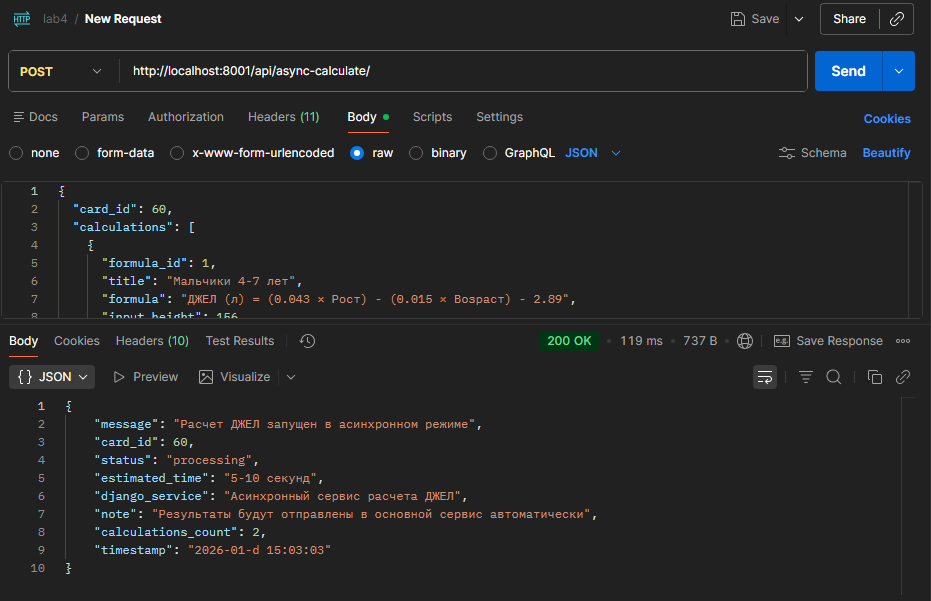 HTTP lab4 / New Request Save Share
POST http://localhost:8001/api/async-calculate/ Send
Docs Params Authorization Headers (11) Body Scripts Settings Cookies
none form-data x-www-form-urlencoded raw binary GraphQL JSON Schema Beautify
1 {
2 "card_id": 60,
3 "calculations": [
4 {
5 "formula_id": 1,
6 "title": "Мальчики 4-7 лет",
7 "formula": "ДЖЕЛ (л) = (0.043 × Рост) - (0.015 × Возраст) - 2.89",
8 "input_height": 156,
Body Cookies Headers (10) Test Results 200 OK • 119 ms • 737 B e.g. Save Response
{} JSON Preview Visualize
1 {
2 "message": "Расчет ДЖЕЛ запущен в асинхронном режиме",
3 "card_id": 60,
4 "status": "processing",
5 "estimated_time": "5-10 секунд",
6 "django_service": "Асинхронный сервис расчета ДЖЕЛ",
7 "note": "Результаты будут отправлены в основной сервис автоматически",
8 "calculations_count": 2,
9 "timestamp": "2026-01-d 15:03:03"
10 }